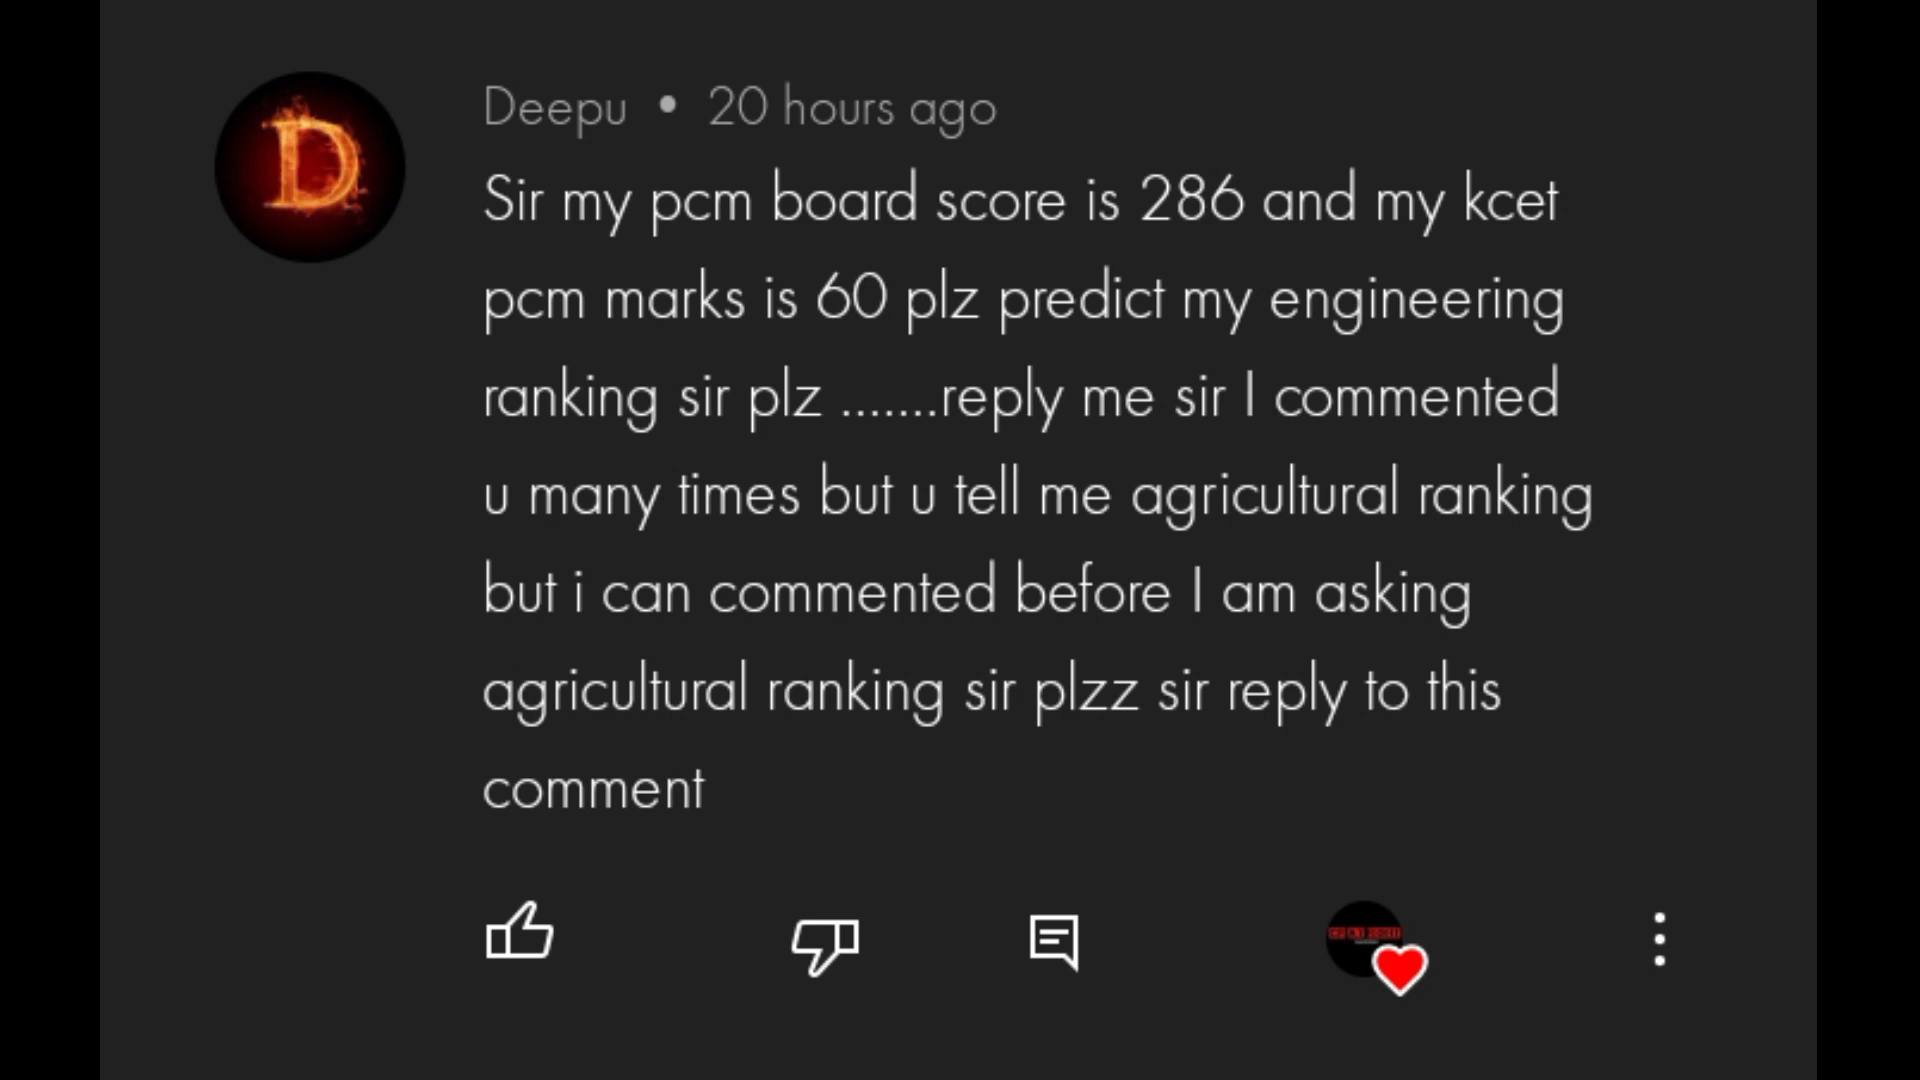 Deepu • 20 hours ago
Sir my pcm board score is 286 and my kcet
pcm marks is 60 plz predict my engineering
ranking sir plz .......reply me sir I commented
u many times but u tell me agricultural ranking
but i can commented before I am asking
agricultural ranking sir plzz sir reply to this
comment